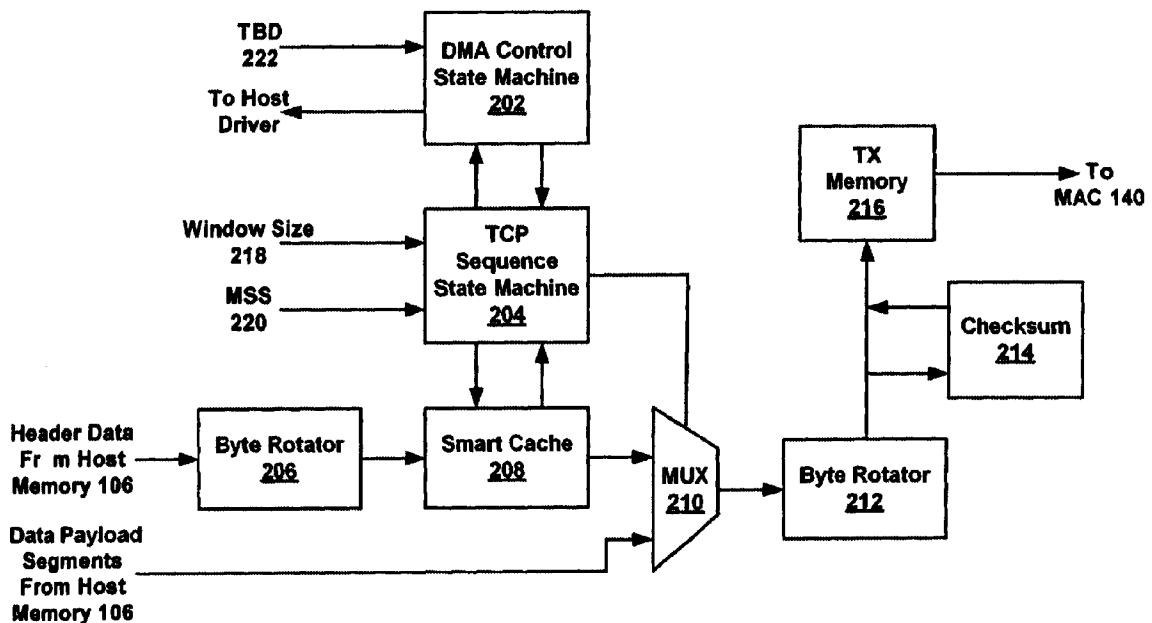 TBD
222
To Host
Driver
DMA Control
State Machine
202
Window Size
218
MSS
220
TCP
Sequence
State Machine
204
TX
Memory
216
To
MAC 140
Checksum
214
Header Data
Fr m Host
Memory 106
Byte Rotator
206
Smart Cache
208
MUX
210
Byte Rotator
212
Data Payload
Segments
From Host
Memory 106